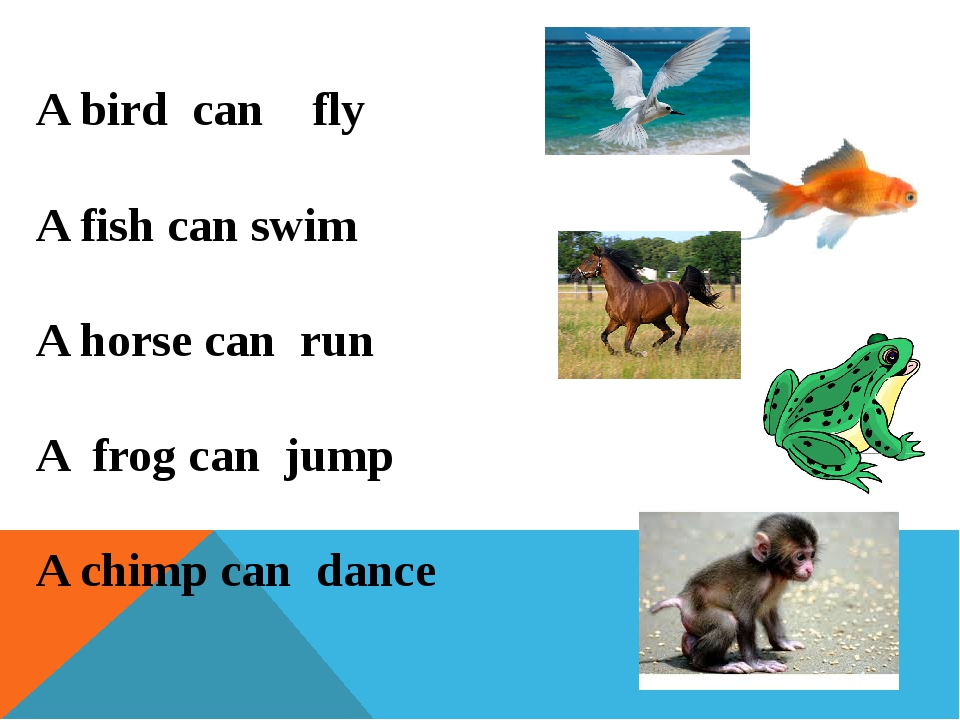 A bird can fly
A fish can swim
A horse can run
A frog can jump
A chimp can dance